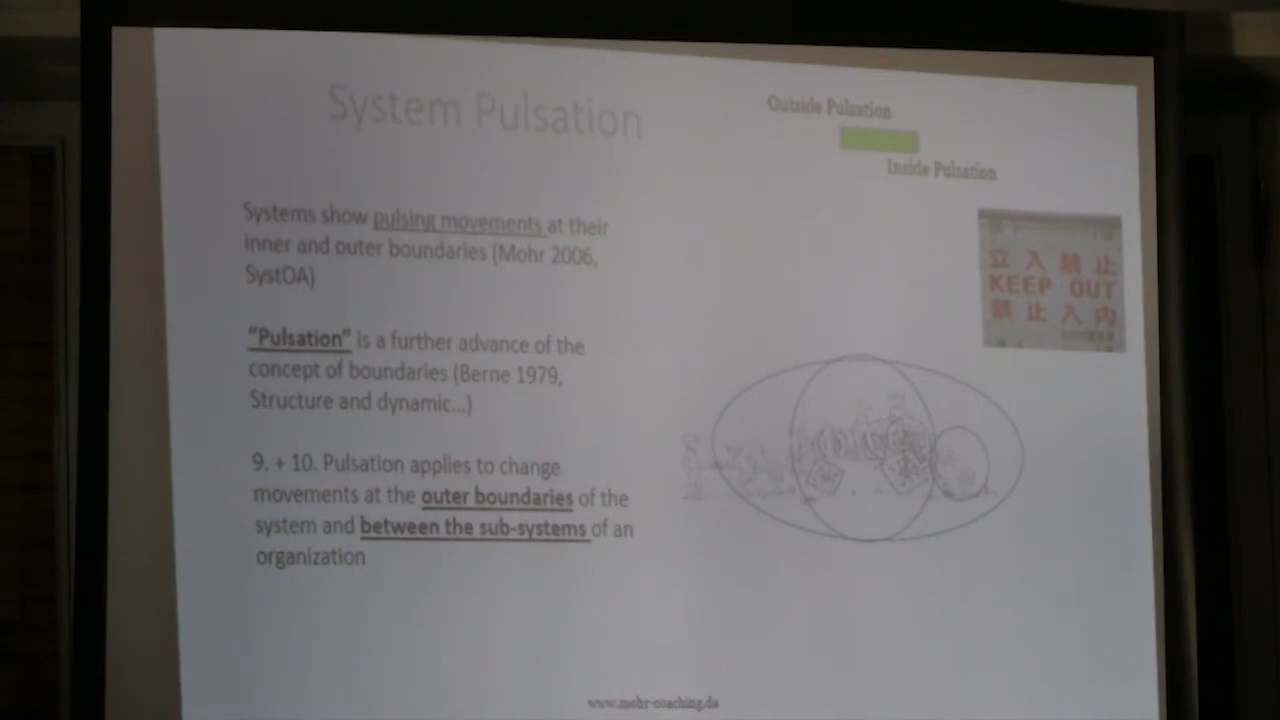 System Pulsation
Outside Pulsation
Inside Pulsation
Systems show pulsing movements at their
inner and outer boundaries (Mohr 2006,
SystOA)
"Pulsation" is a further advance of the
concept of boundaries (Berne 1979,
Structure and dynamic...)
9. + 10. Pulsation applies to change
movements at the outer boundaries of the
system and between the sub-systems of an
organization
立入禁止
KEEP OUT
禁止入内
www.mohr-coaching.de